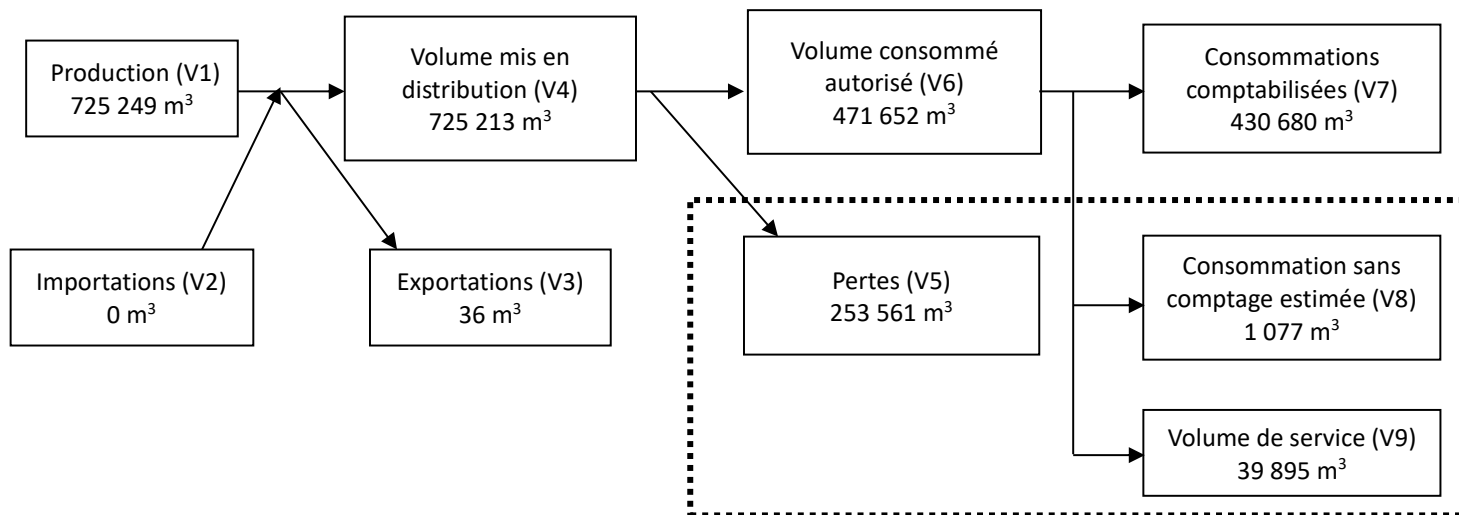 Production (V1)
725 249 m³
Volume mis en
distribution (V4)
725 213 m³
Volume consommé
autorisé (V6)
471 652 m³
Consommations
comptabilisées (V7)
430 680 m³
Importations (V2)
0 m³
Exportations (V3)
36 m³
Pertes (V5)
253 561 m³
Consommation sans
comptage estimée (V8)
1 077 m³
Volume de service (V9)
39 895 m³